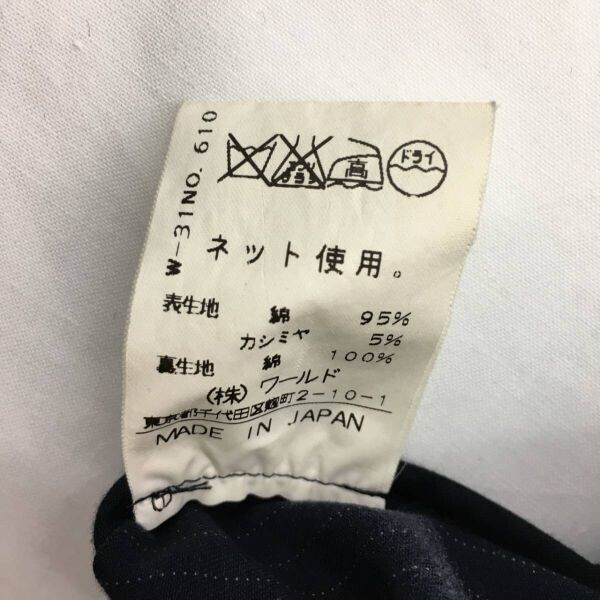 W-31NO. 610
高
ドライ
ネット使用。
表生地 綿 95%
カシミヤ 5%
裏生地 綿 100%
(株)ワールド
東京都千代田区麹町2-10-1
MADE IN JAPAN